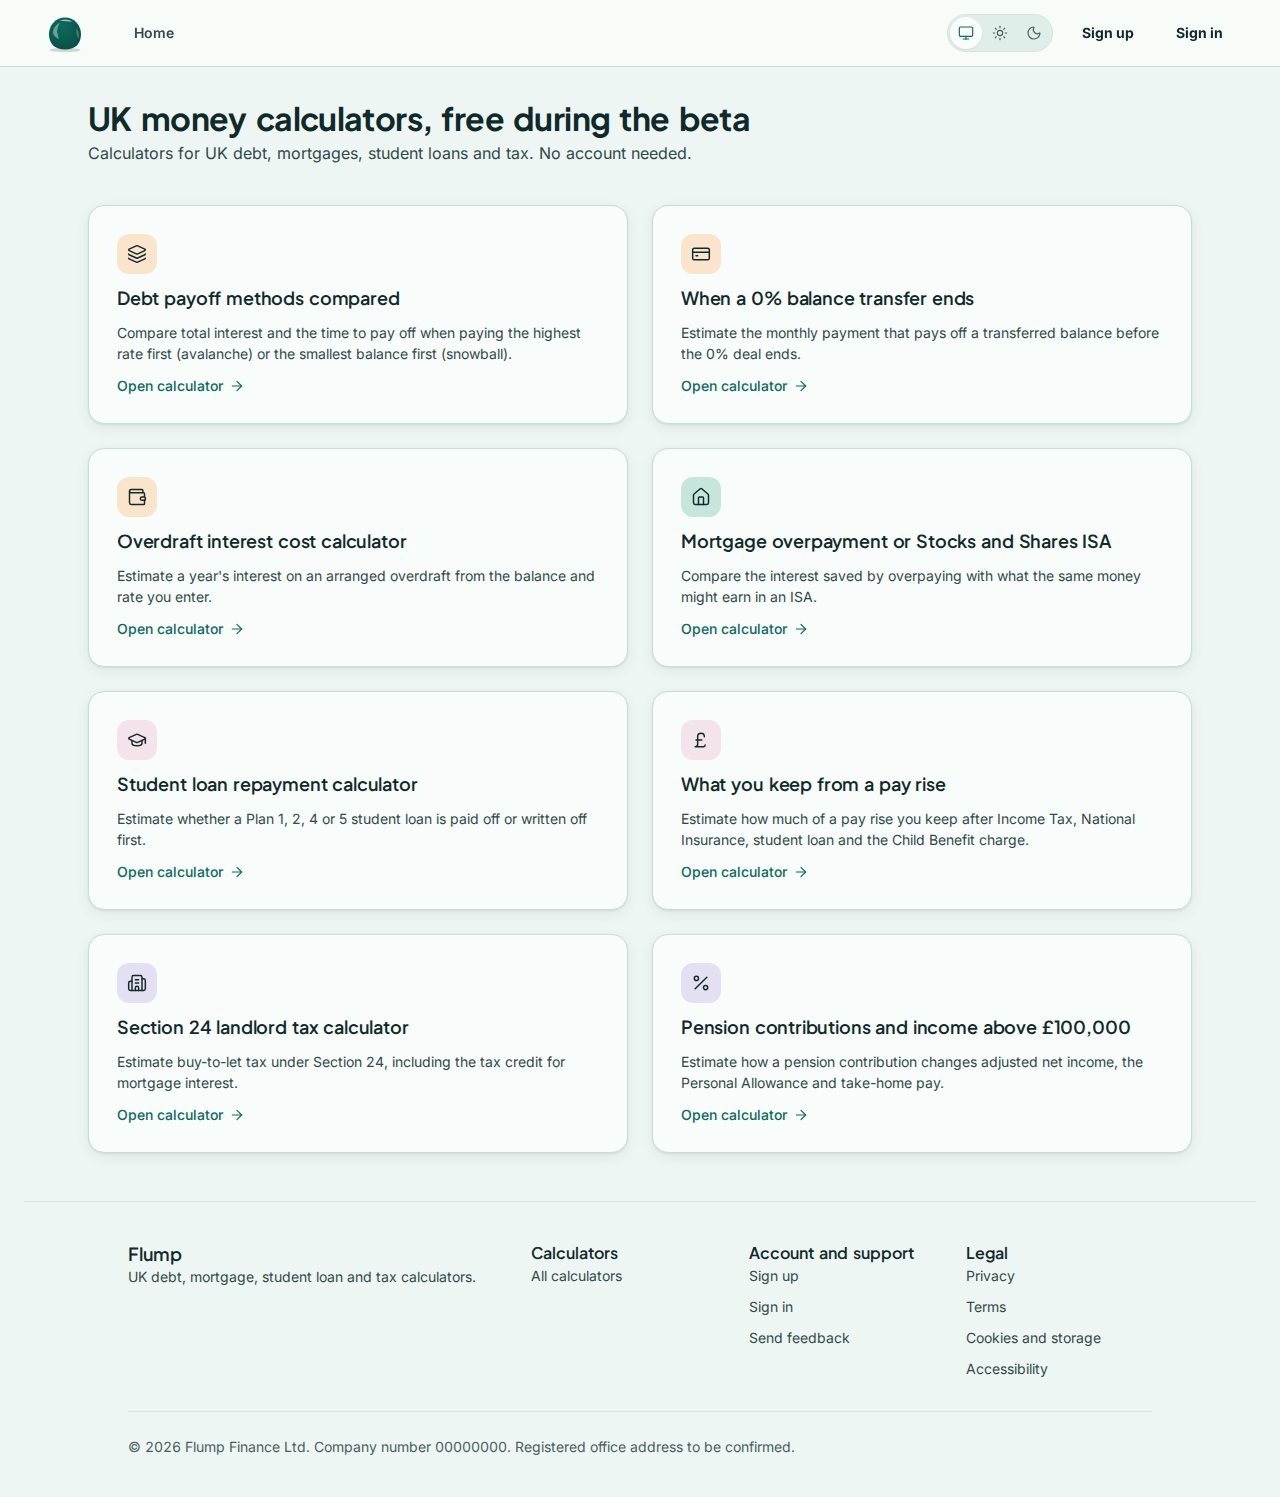 Home
Sign up
Sign in
UK money calculators, free during the beta
Calculators for UK debt, mortgages, student loans and tax. No account needed.
Debt payoff methods compared
Compare total interest and the time to pay off when paying the highest
rate first (avalanche) or the smallest balance first (snowball).
Open calculator
When a 0% balance transfer ends
Estimate the monthly payment that pays off a transferred balance before
the 0% deal ends.
Open calculator
Overdraft interest cost calculator
Estimate a year's interest on an arranged overdraft from the balance and
rate you enter.
Open calculator
Mortgage overpayment or Stocks and Shares ISA
Compare the interest saved by overpaying with what the same money
might earn in an ISA.
Open calculator
Student loan repayment calculator
Estimate whether a Plan 1, 2, 4 or 5 student loan is paid off or written off
first.
Open calculator
What you keep from a pay rise
Estimate how much of a pay rise you keep after Income Tax, National
Insurance, student loan and the Child Benefit charge.
Open calculator
Section 24 landlord tax calculator
Estimate buy-to-let tax under Section 24, including the tax credit for
mortgage interest.
Open calculator
Pension contributions and income above £100,000
Estimate how a pension contribution changes adjusted net income, the
Personal Allowance and take-home pay.
Open calculator
Flump
UK debt, mortgage, student loan and tax calculators.
Calculators
All calculators
Account and support
Sign up
Sign in
Send feedback
Legal
Privacy
Terms
Cookies and storage
Accessibility
© 2026 Flump Finance Ltd. Company number 00000000. Registered office address to be confirmed.